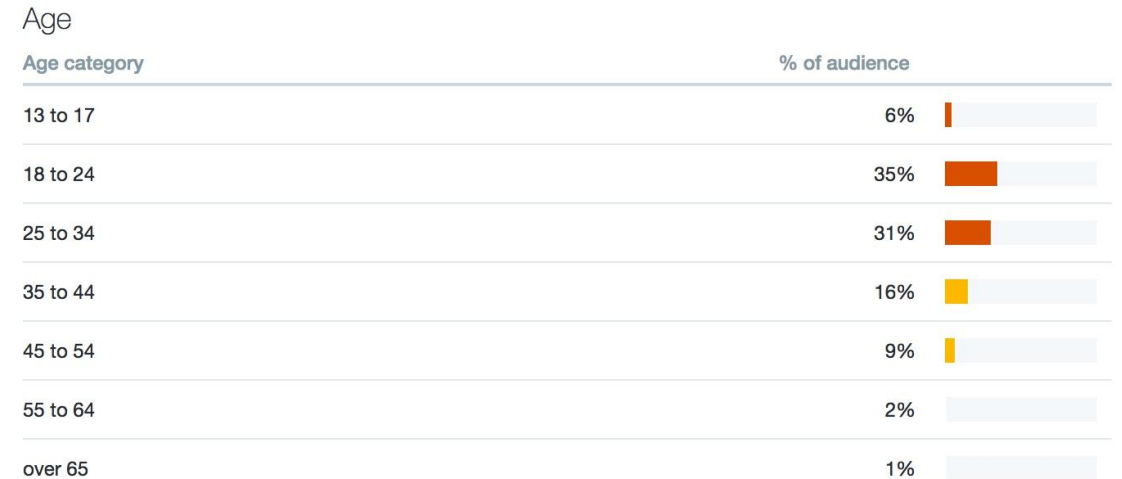 Age
Age category % of audience
13 to 17 6%
18 to 24 35%
25 to 34 31%
35 to 44 16%
45 to 54 9%
55 to 64 2%
over 65 1%